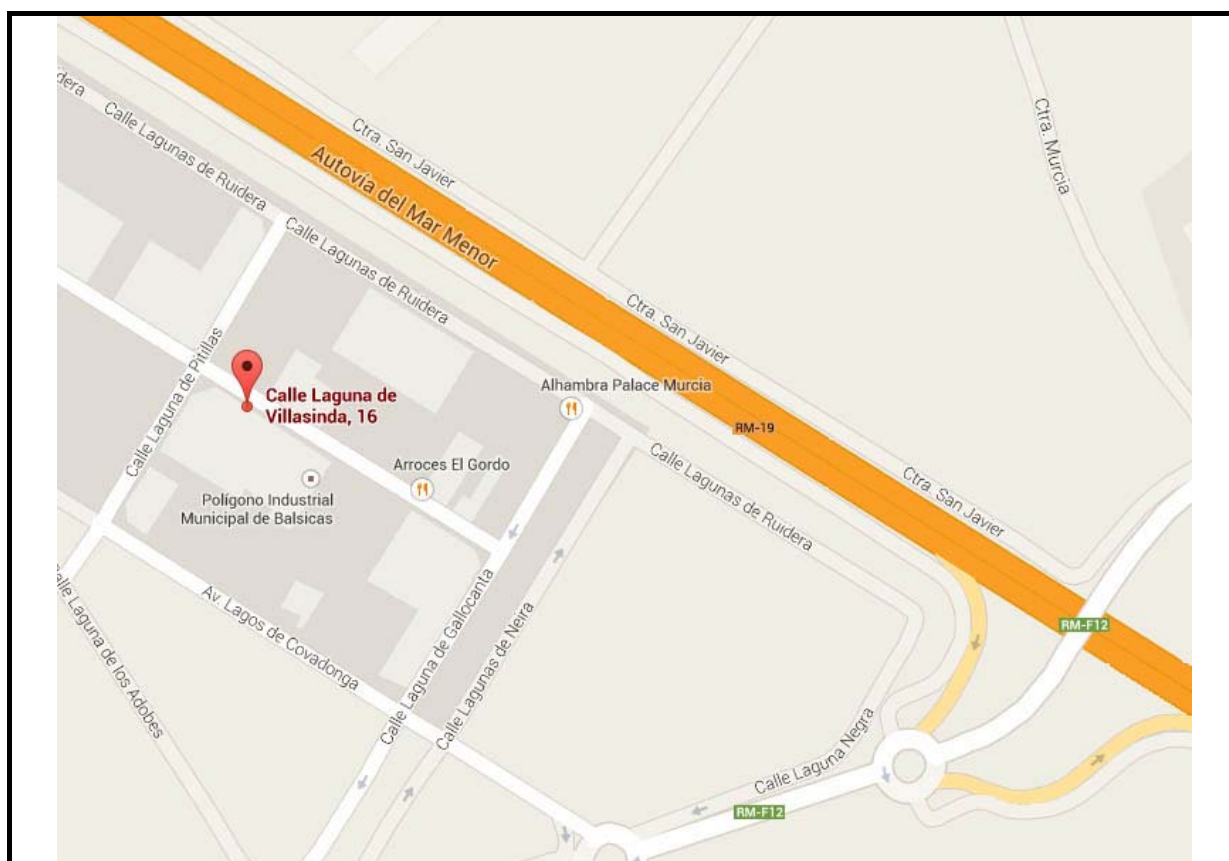 dera
Calle Lagunas de Ruidera
Calle Lagunas de Ruidera
Ctra. San Javier
Autovía del Mar Menor
Ctra. Murcia
Ctra. San Javier
Calle Laguna de Pitillas
Calle Laguna de
Villasinda, 16
Alhambra Palace Murcia
RM-19
Arroces El Gordo
Polígono Industrial
Municipal de Balsicas
Calle Lagunas de Ruidera
Ctra. San Javier
Calle Laguna de los Adobes
Av. Lagos de Covadonga
Calle Laguna de Gallocanta
Calle Lagunas de Neira
RM-F12
Calle Laguna Negra
RM-F12